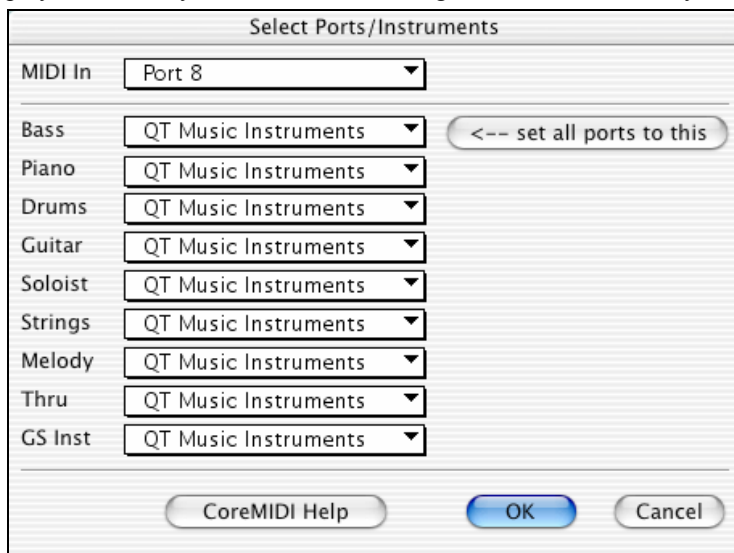 Select Ports/Instruments
MIDI In Port 8
Bass QT Music Instruments <-- set all ports to this
Piano QT Music Instruments
Drums QT Music Instruments
Guitar QT Music Instruments
Soloist QT Music Instruments
Strings QT Music Instruments
Melody QT Music Instruments
Thru QT Music Instruments
GS Inst QT Music Instruments
CoreMIDI Help OK Cancel